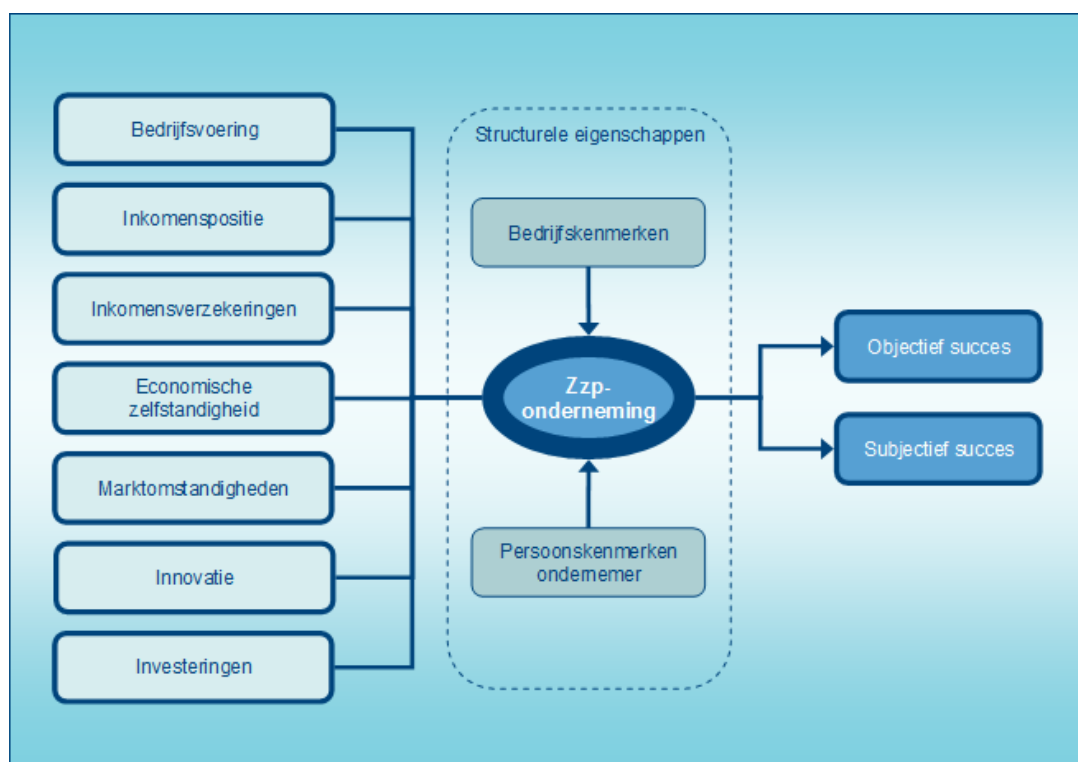 Bedrijfsvoering
Inkomenspositie
Inkomensverzekeringen
Economische
zelfstandigheid
Marktomstandigheden
Innovatie
Investeringen
Structurele eigenschappen
Bedrijfskenmerken
Zzp-
onderneming
Persoonskenmerken
ondernemer
Objectief succes
Subjectief succes